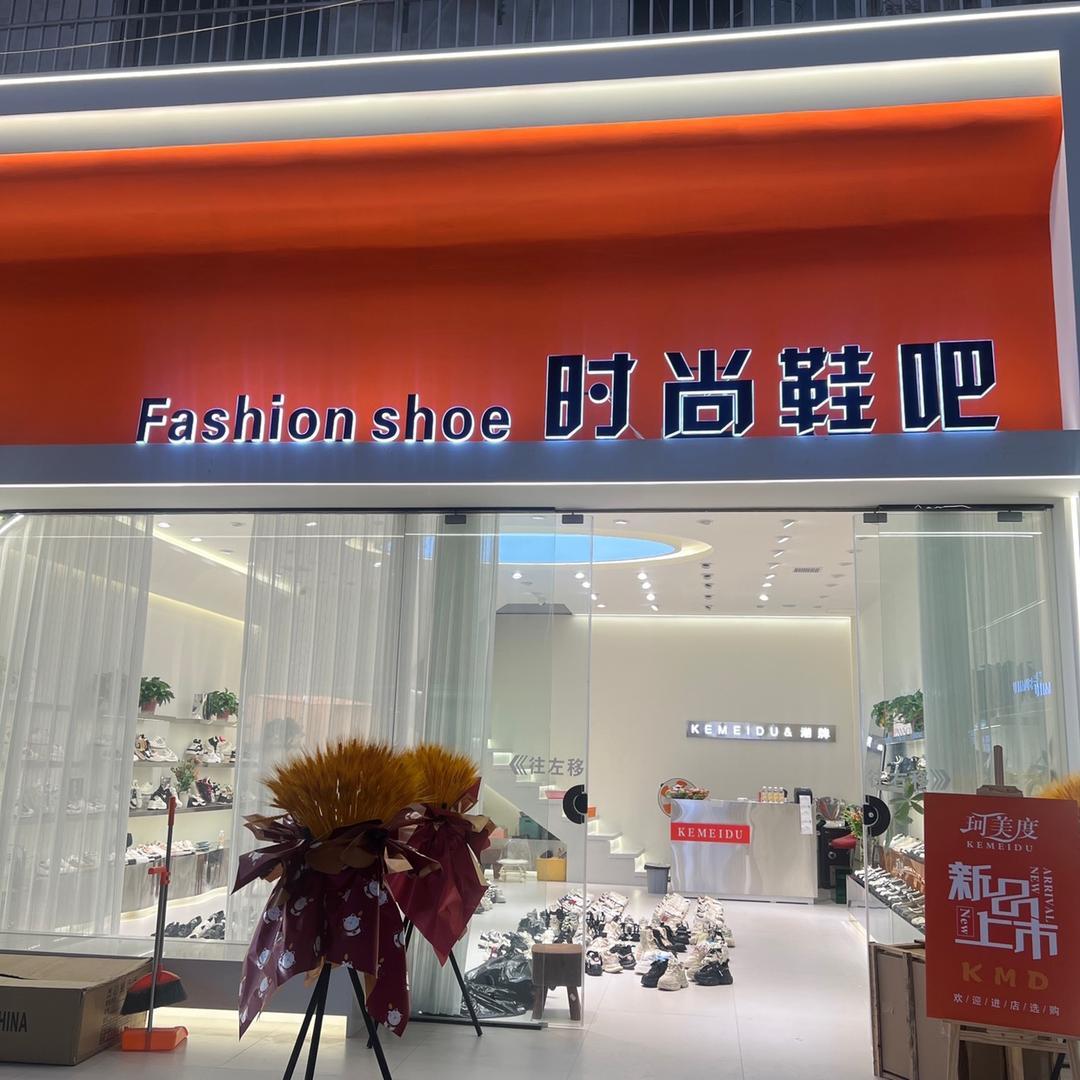 Fashion shoe 时尚鞋吧
KEMEIDU & 潮牌
往左移
KEMEIDU
珂美度
KEMEIDU
新品上市
NEW ARRIVAL
New
KMD
欢/迎/进/店/选/购
HINA